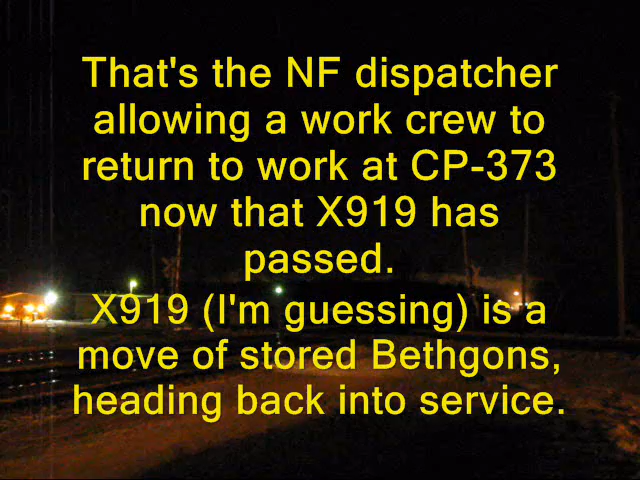 That's the NF dispatcher
allowing a work crew to
return to work at CP-373
now that X919 has
passed.
X919 (I'm guessing) is a
move of stored Bethgons,
heading back into service.